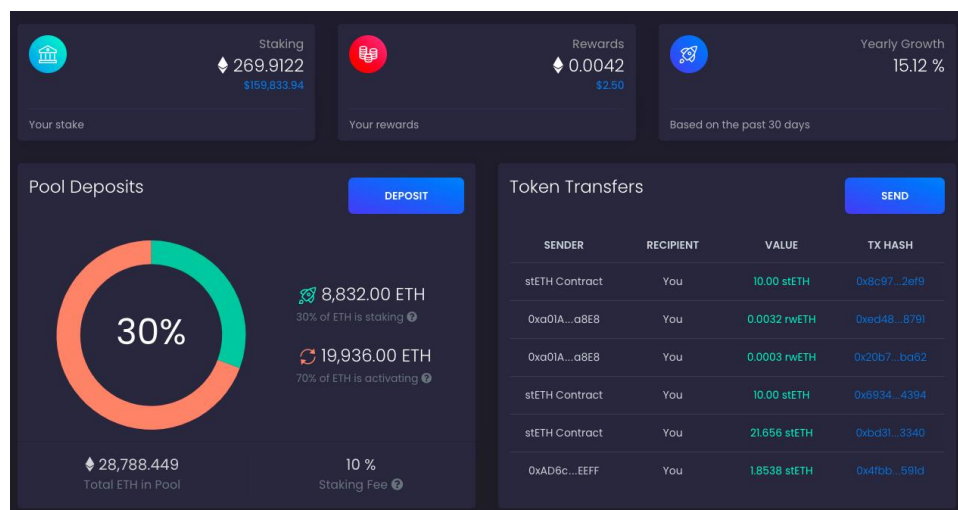 Staking
269.9122
$159,833.94
Your stake
Rewards
0.0042
$2.50
Your rewards
Yearly Growth
15.12 %
Based on the past 30 days
Pool Deposits
DEPOSIT
30%
8,832.00 ETH
30% of ETH is staking ?
19,936.00 ETH
70% of ETH is activating ?
28,788.449
Total ETH in Pool
10 %
Staking Fee ?
Token Transfers
SEND
SENDER RECIPIENT VALUE TX HASH
stETH Contract You 10.00 stETH 0x8c97...2ef9
0xa01A...a8E8 You 0.0032 rwETH 0xed48...8791
0xa01A...a8E8 You 0.0003 rwETH 0x20b7...ba62
stETH Contract You 10.00 stETH 0x6934...4394
stETH Contract You 21.656 stETH 0xbd31...3340
0xAD6c...EEFF You 1.8538 stETH 0x4fbb...591d